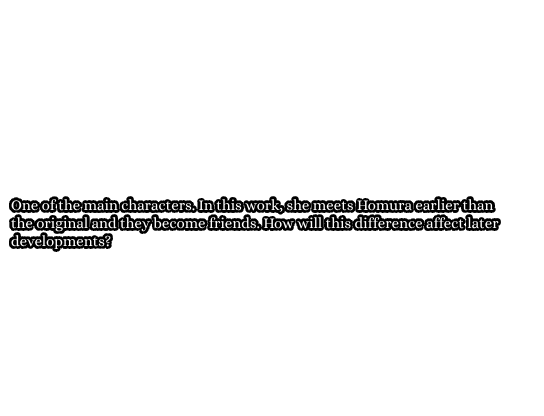 One of the main characters. In this work, she meets Homura earlier than
the original and they become friends. How will this difference affect later
developments?